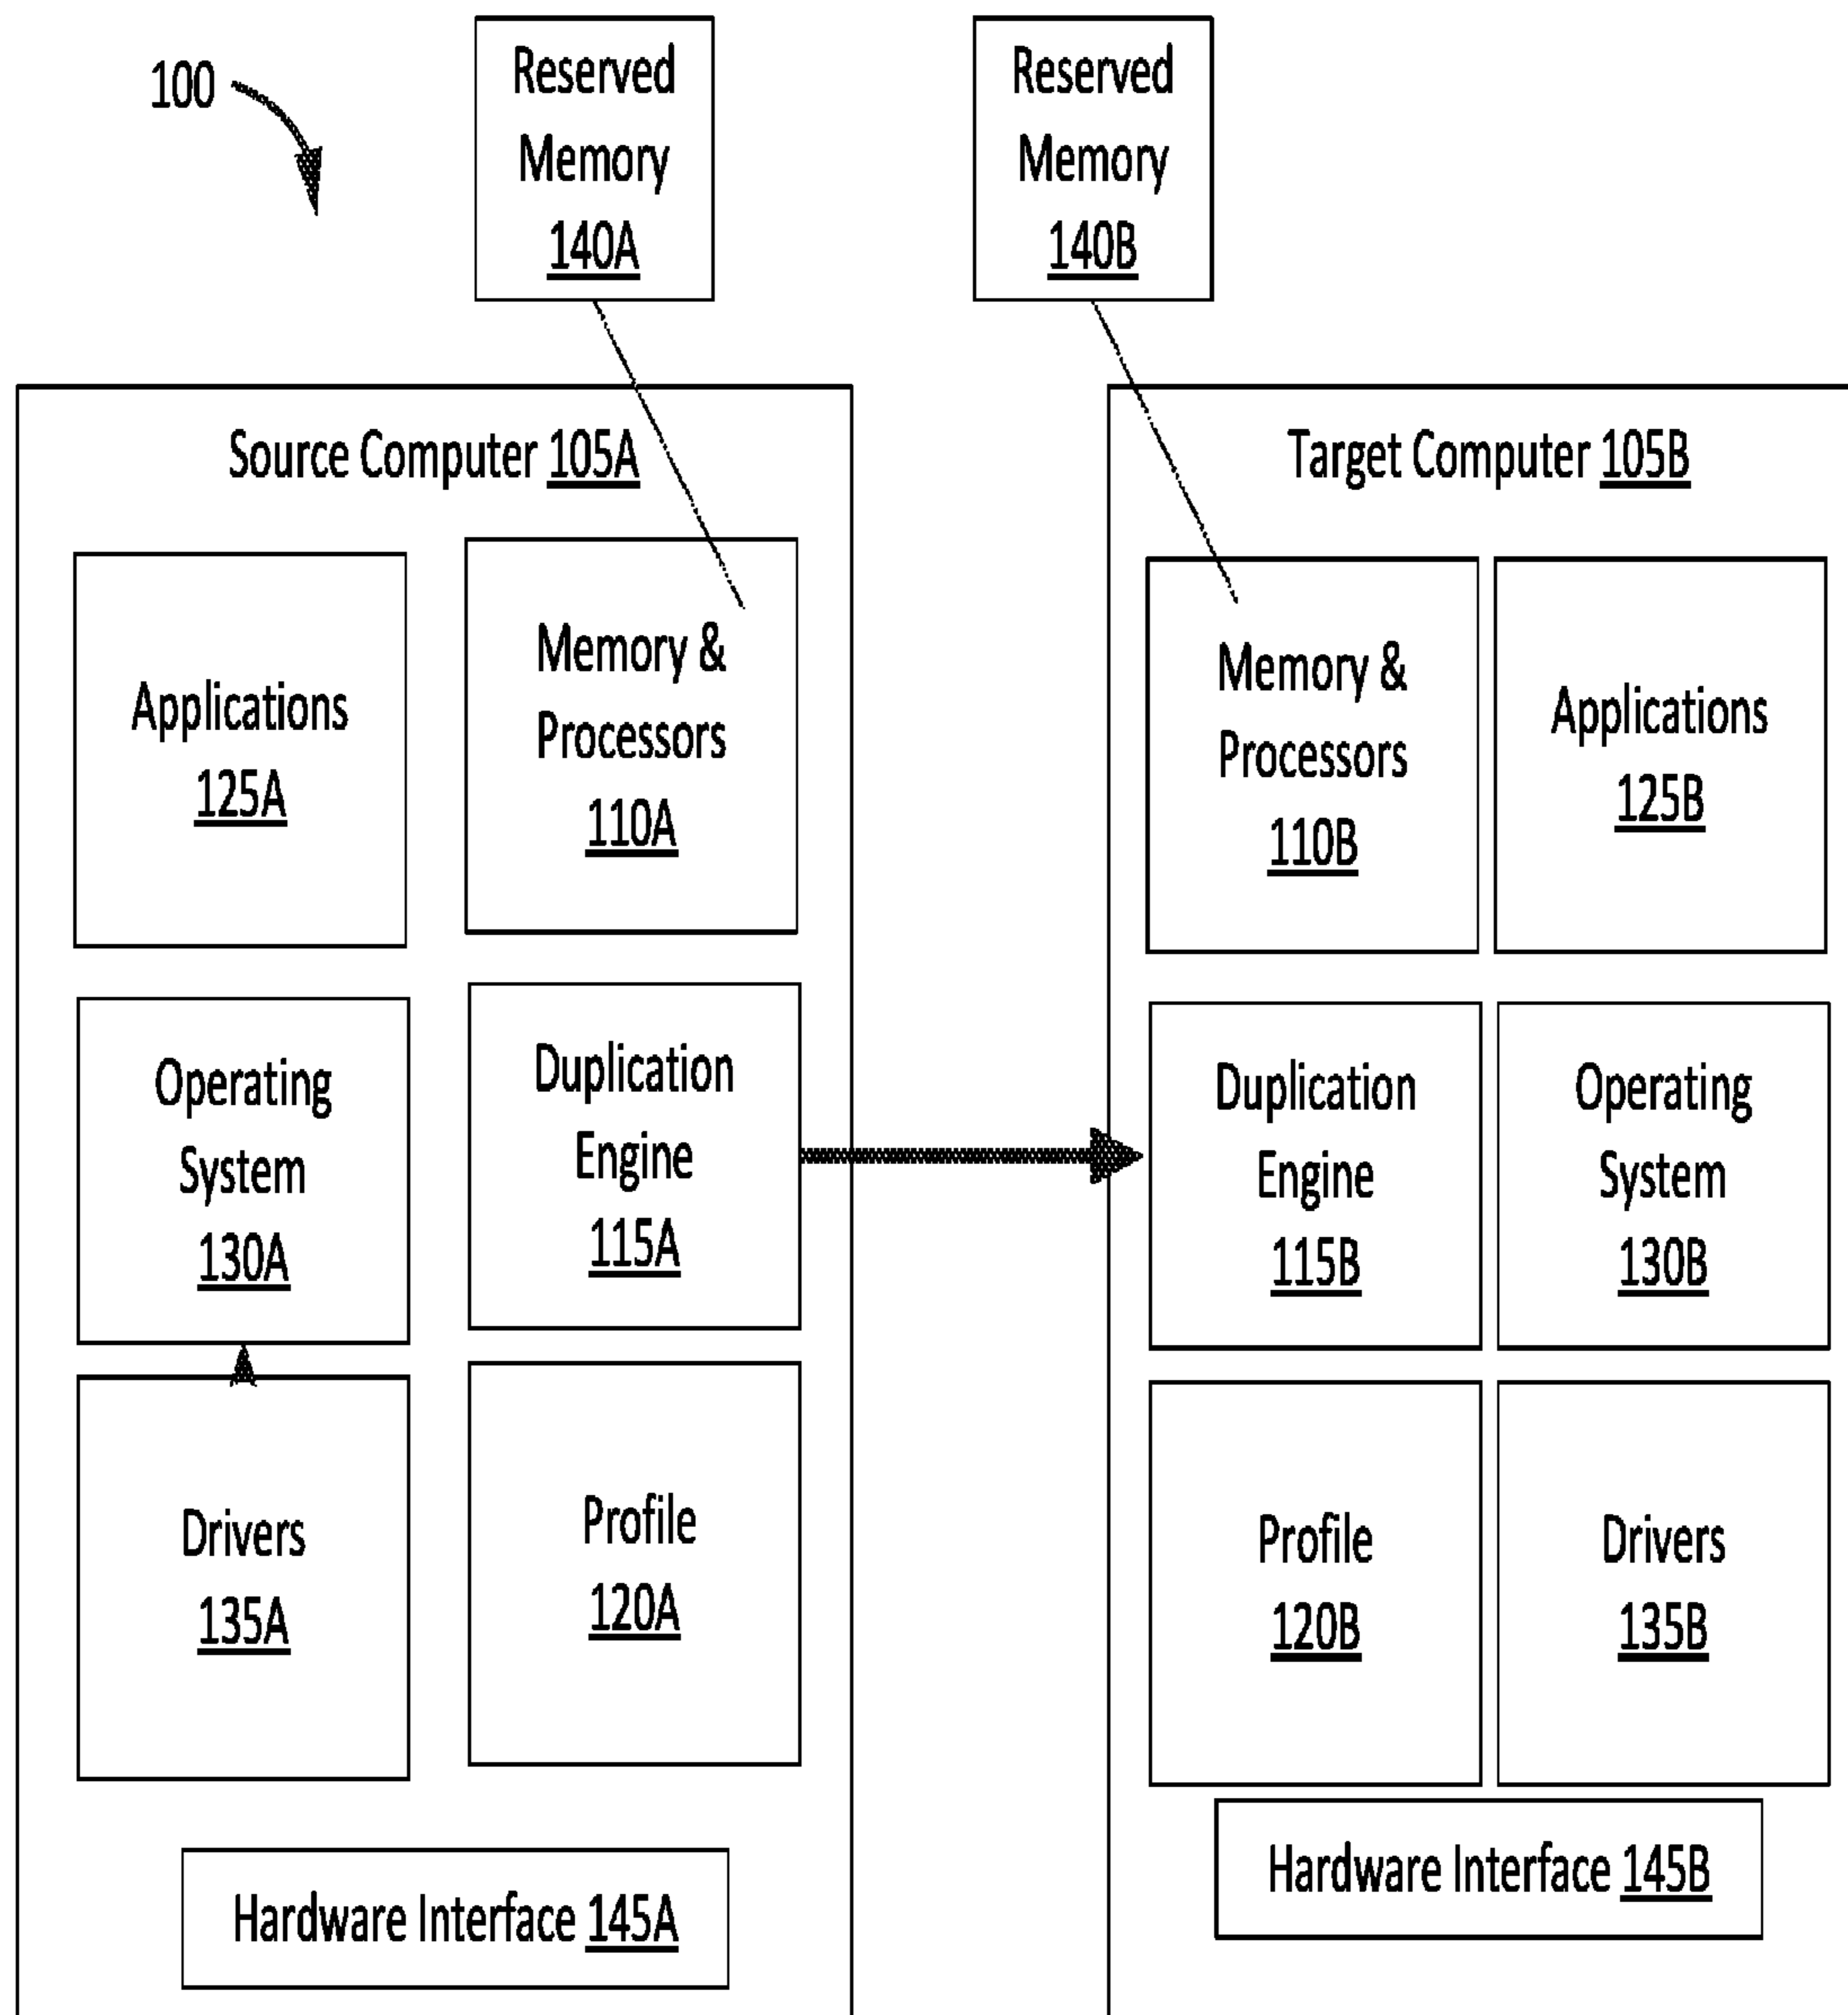 100
Reserved
Memory
140A
Reserved
Memory
140B
Source Computer 105A
Applications
125A
Memory &
Processors
110A
Operating
System
130A
Duplication
Engine
115A
Drivers
135A
Profile
120A
Hardware Interface 145A
Target Computer 105B
Memory &
Processors
110B
Applications
125B
Duplication
Engine
115B
Operating
System
130B
Profile
120B
Drivers
135B
Hardware Interface 145B